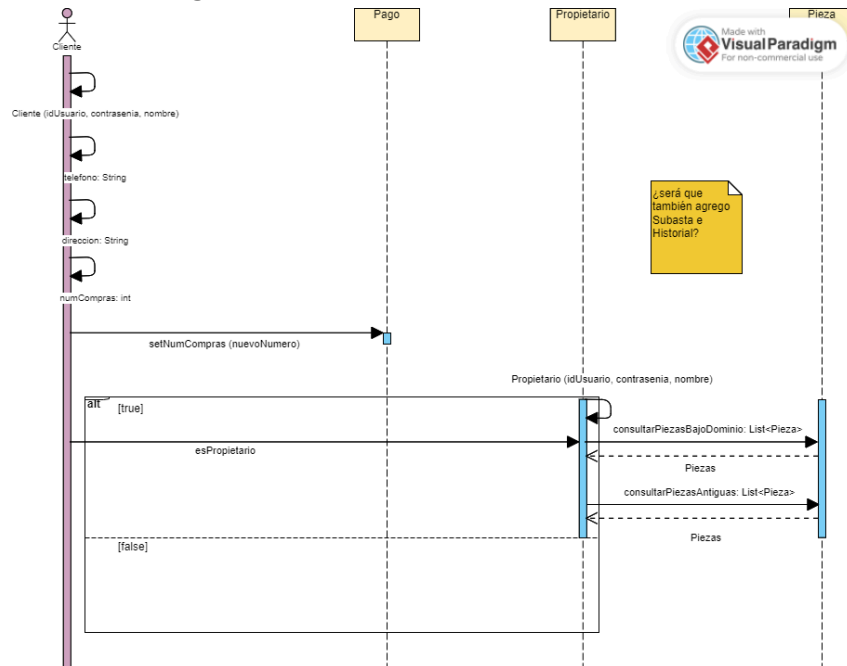 Pago
Propietario
Pieza
Made with
Visual Paradigm
For non-commercial use
Cliente
Cliente (idUsuario, contrasenia, nombre)
telefono: String
¿será que
también agrego
Subasta e
Historial?
direccion: String
numCompras: int
setNumCompras (nuevoNumero)
Propietario (idUsuario, contrasenia, nombre)
alt
[true]
consultarPiezasBajoDominio: List<Pieza>
esPropietario
Piezas
consultarPiezasAntiguas: List<Pieza>
Piezas
[false]